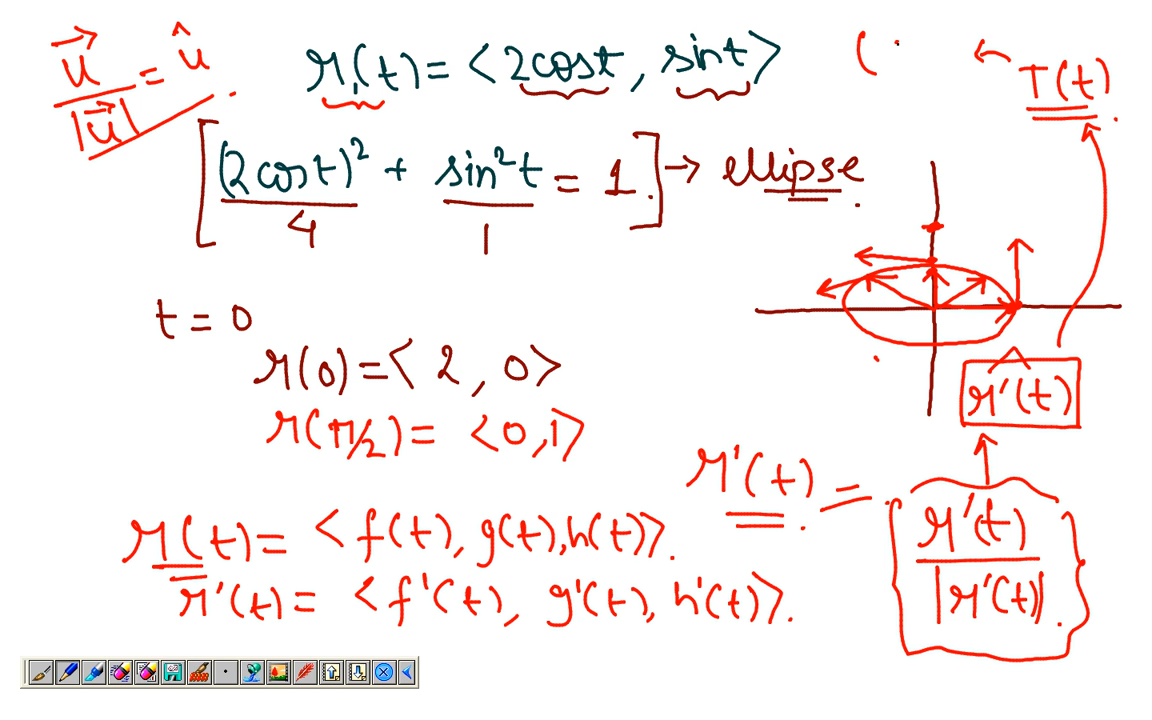 u⃗ / |u⃗| = û .
r(t) = <2cost, sint>
( .
← T(t) .
[ (2cost)² / 4 + sin²t / 1 = 1 . ] → ellipse .
t = 0
r(0) = < 2 , 0>
r(π/2) = <0,1>
r̂'(t)
r'(t) = .
{ r'(t) / |r'(t)| . }
r(t) = <f(t), g(t), h(t)>.
r'(t) = <f'(t), g'(t), h'(t)>.